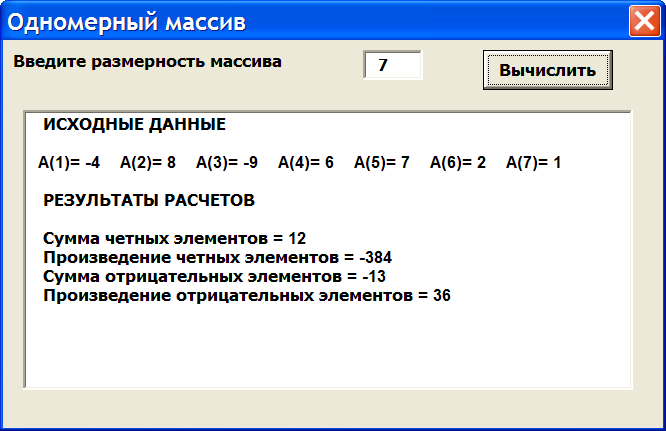 Одномерный массив
Введите размерность массива 7 Вычислить
ИСХОДНЫЕ ДАННЫЕ
A(1)= -4 A(2)= 8 A(3)= -9 A(4)= 6 A(5)= 7 A(6)= 2 A(7)= 1
РЕЗУЛЬТАТЫ РАСЧЕТОВ
Сумма четных элементов = 12
Произведение четных элементов = -384
Сумма отрицательных элементов = -13
Произведение отрицательных элементов = 36